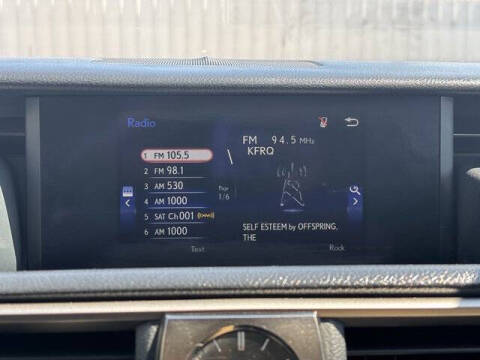 Radio
FM 94.5 MHz
KFRQ
1 FM 105.5
2 FM 98.1
3 AM 530
4 AM 1000
5 SAT Ch 001
6 AM 1000
Page
1/6
SELF ESTEEM by OFFSPRING,
THE
Text
Rock